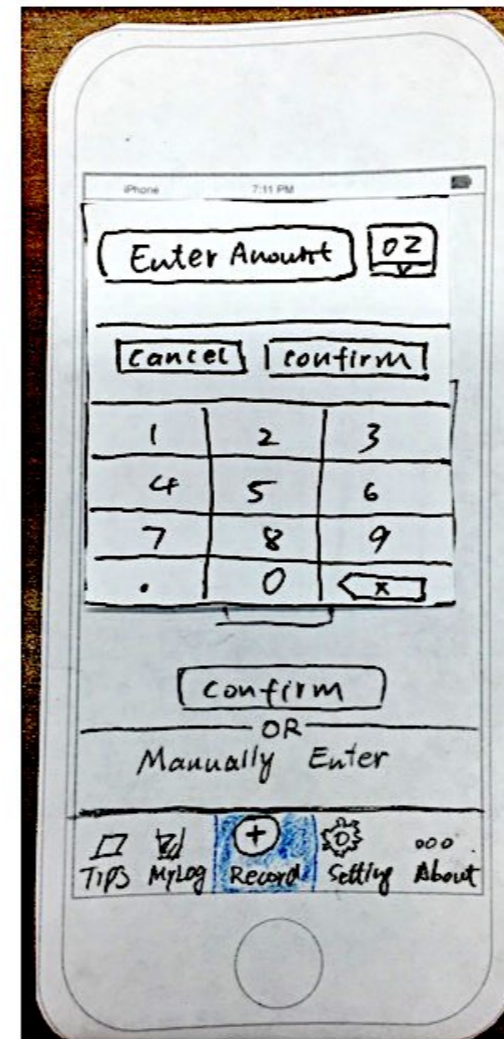 iPhone 7:11 PM
Enter Amount OZ
Cancel Confirm
1 2 3
4 5 6
7 8 9
. 0 x
Confirm
OR
Manually Enter
TIPS MyLog Record Setting About